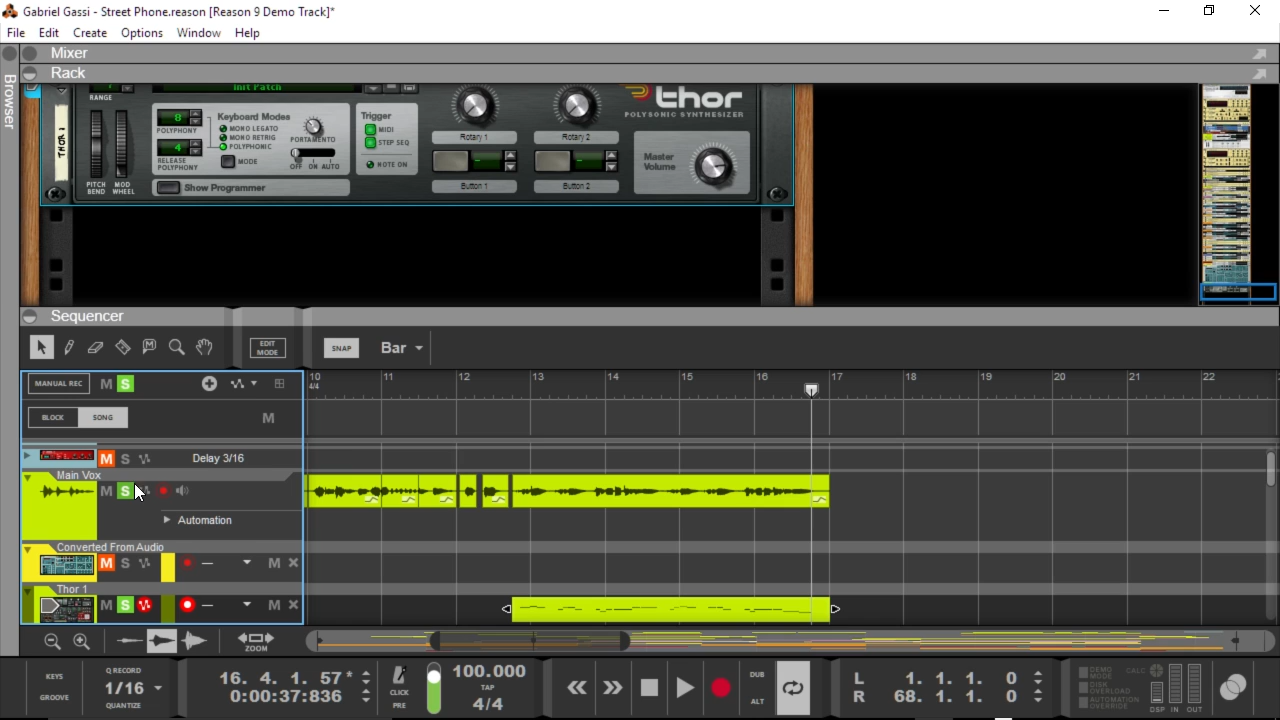 Gabriel Gassi - Street Phone.reason [Reason 9 Demo Track]*
File Edit Create Options Window Help
Mixer
Rack
Browser
Init Patch
RANGE
THOR 1
PITCH BEND
MOD WHEEL
8
POLYPHONY
4
RELEASE POLYPHONY
Keyboard Modes
MONO LEGATO
MONO RETRIG
POLYPHONIC
MODE
PORTAMENTO
OFF ON AUTO
Show Programmer
Trigger
MIDI
STEP SEQ
NOTE ON
Rotary 1
Rotary 2
Button 1
Button 2
thor
POLYSONIC SYNTHESIZER
Master Volume
Sequencer
EDIT MODE
SNAP
Bar
MANUAL REC M S
BLOCK SONG M
10 11 12 13 14 15 16 17 18 19 20 21 22
4/4
M S Delay 3/16
Main Vox
M S
Automation
Converted From Audio
M S M
Thor 1
M S M
ZOOM
KEYS
GROOVE
Q RECORD
1/16
QUANTIZE
16. 4. 1. 57*
0:00:37:836
CLICK
PRE
100.000
TAP
4/4
DUB
ALT
L 1. 1. 1. 0
R 68. 1. 1. 0
DEMO MODE
DISK OVERLOAD
AUTOMATION OVERRIDE
CALC
DSP IN OUT